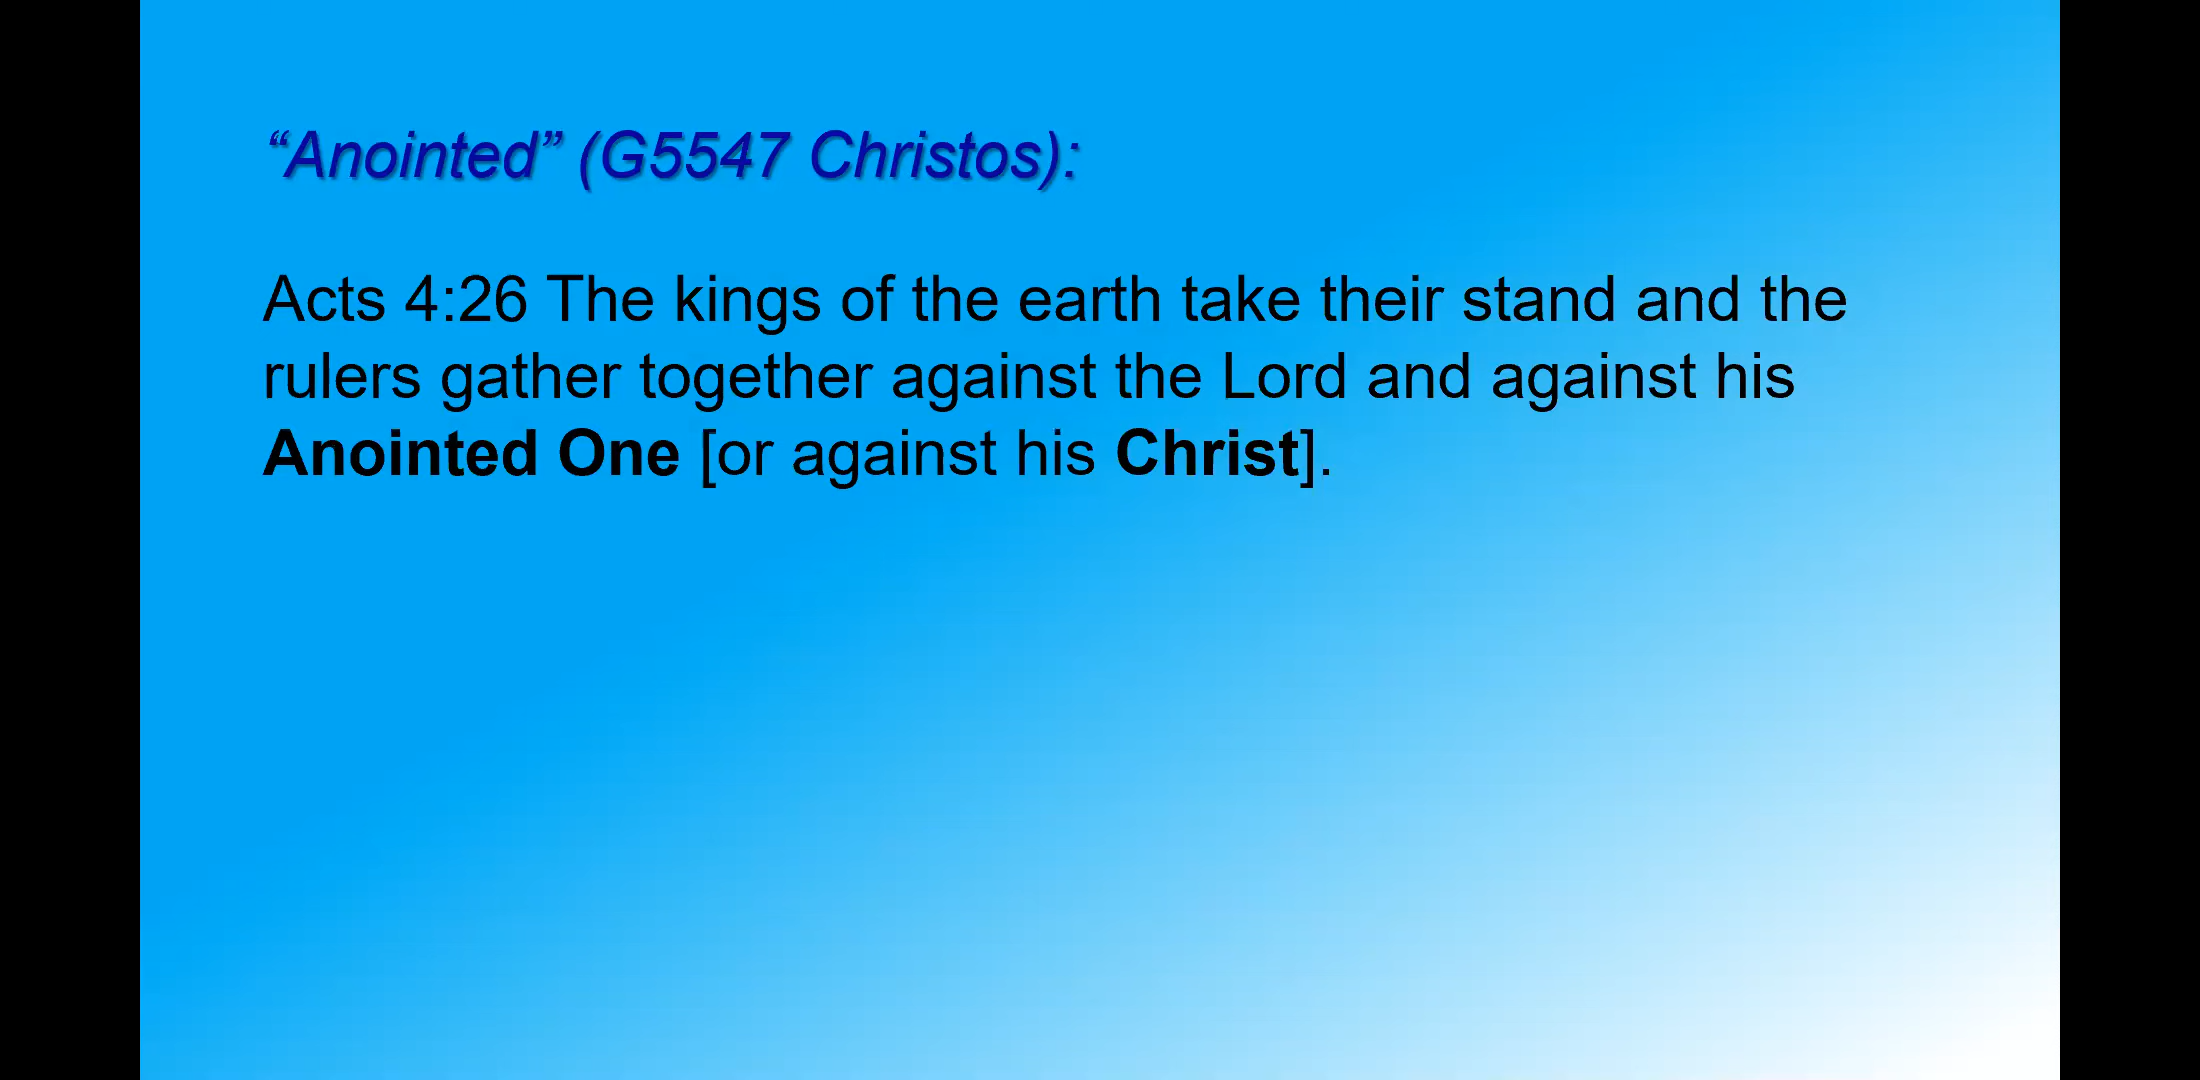 “Anointed” (G5547 Christos):
Acts 4:26 The kings of the earth take their stand and the
rulers gather together against the Lord and against his
Anointed One [or against his Christ].